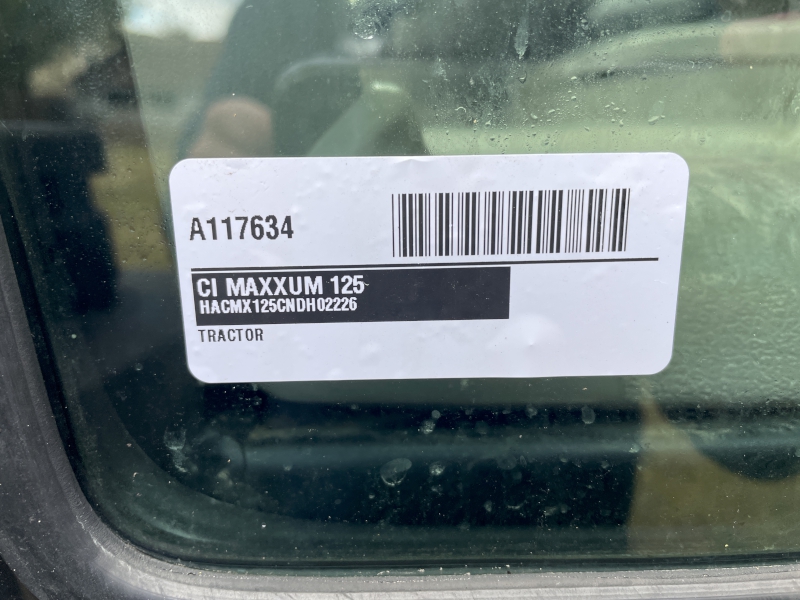 A117634
CI MAXXUM 125
HACMX125CNDH02226
TRACTOR